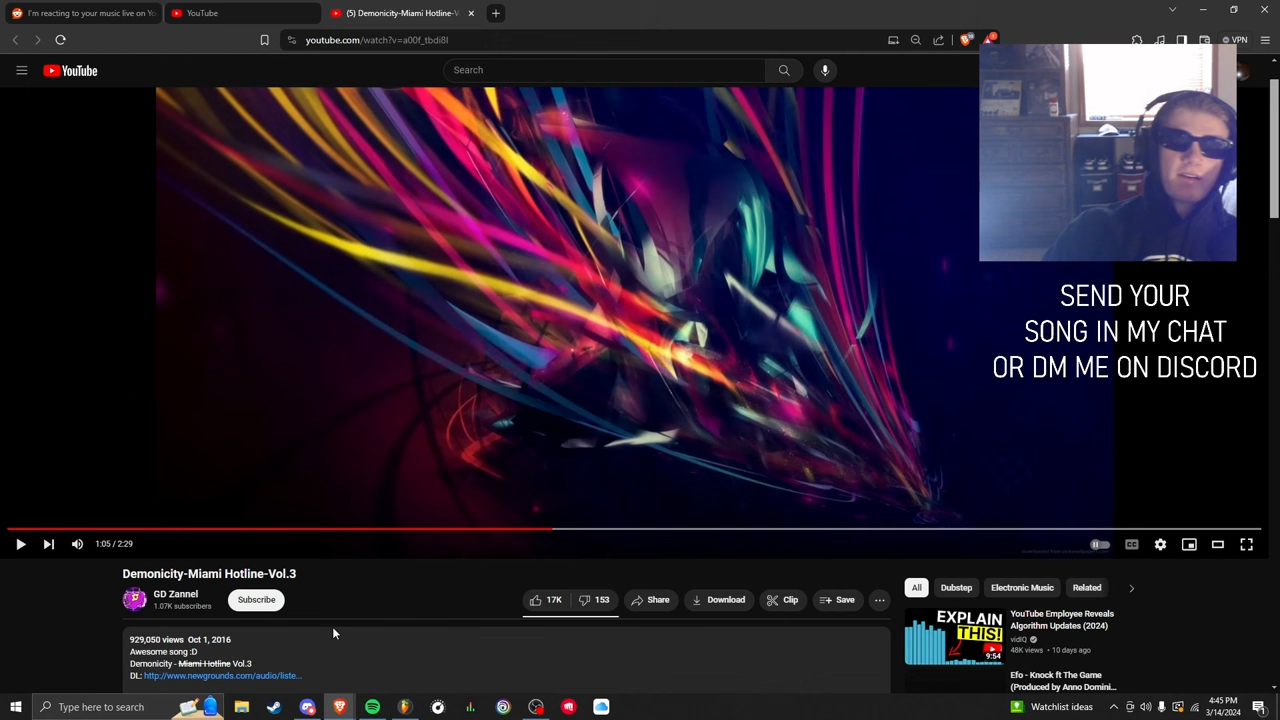 I'm reacting to your music live on Yo
YouTube
(5) Demonicity-Miami Hotline-V
youtube.com/watch?v=a00f_tbdi8I
VPN
YouTube
Search
SEND YOUR
SONG IN MY CHAT
OR DM ME ON DISCORD
1:05 / 2:29
CC
Demonicity-Miami Hotline-Vol.3
GD Zannel
1.07K subscribers
Subscribe
17K
153
Share
Download
Clip
Save
All
Dubstep
Electronic Music
Related
929,050 views Oct 1, 2016
Awesome song :D
Demonicity - Miami Hotline Vol.3
DL: http://www.newgrounds.com/audio/liste...
EXPLAIN
THIS!
9:54
YouTube Employee Reveals
Algorithm Updates (2024)
vidIQ
48K views • 10 days ago
Efo - Knock ft The Game
(Produced by Anno Domini...
Type here to search
Watchlist ideas
4:45 PM
3/14/2024